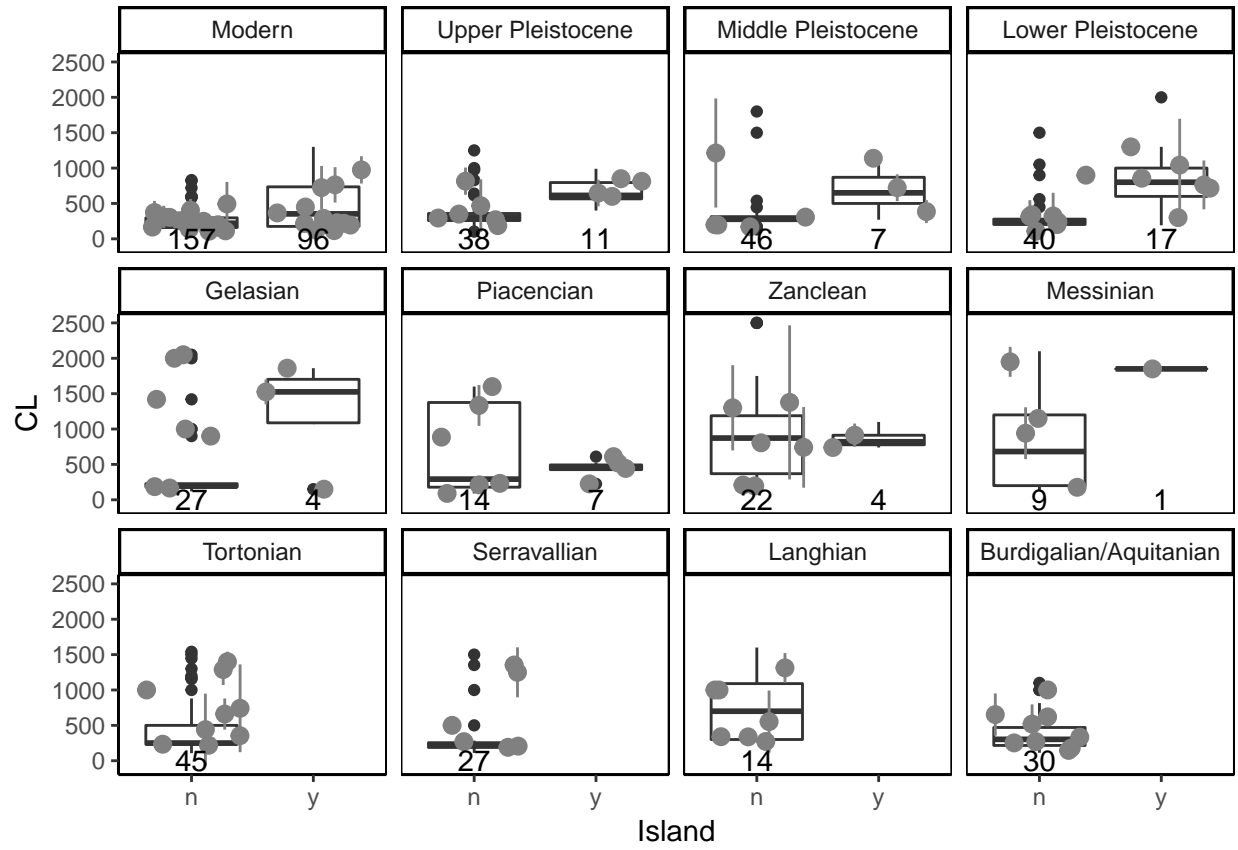 Modern Upper Pleistocene Middle Pleistocene Lower Pleistocene
2500
2000
1500
1000
500
0
157 96 38 11 46 7 40 17
Gelasian Piacencian Zanclean Messinian
2500
2000
1500
1000
500
0
27 4 14 7 22 4 9 1
CL
Tortonian Serravallian Langhian Burdigalian/Aquitanian
2500
2000
1500
1000
500
0
45 27 14 30
n y n y n y n y
Island